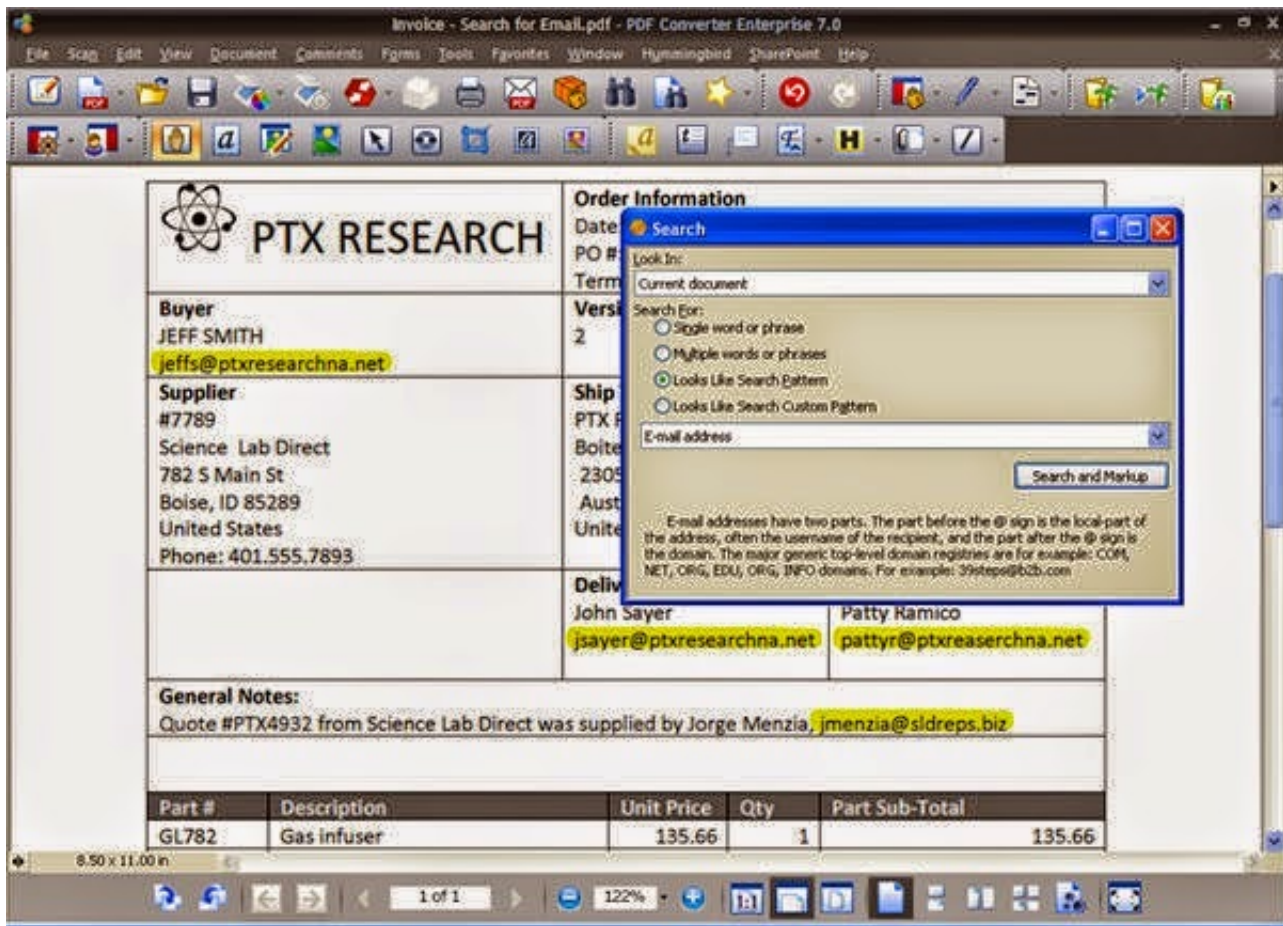 Invoice - Search for Email.pdf - PDF Converter Enterprise 7.0
File Scan Edit View Document Comments Forms Tools Favorites Window Hummingbird SharePoint Help
PTX RESEARCH
Order Information
Date
PO #:
Term
Buyer
JEFF SMITH
jeffs@ptxresearchna.net
Versi
2
Supplier
#7789
Science Lab Direct
782 S Main St
Boise, ID 85289
United States
Phone: 401.555.7893
Ship
PTX R
Boite
2305
Aust
Unite
Search
Look In:
Current document
Search For:
Single word or phrase
Multiple words or phrases
Looks Like Search Pattern
Looks Like Search Custom Pattern
E-mail address
Search and Markup
E-mail addresses have two parts. The part before the @ sign is the local-part of
the address, often the username of the recipient, and the part after the @ sign is
the domain. The major generic top-level domain registries are for example: COM,
NET, ORG, EDU, ORG, INFO domains. For example: 39steps@b2b.com
Deliv
John Sayer
jsayer@ptxresearchna.net
Patty Ramico
pattyr@ptxreaserchna.net
General Notes:
Quote #PTX4932 from Science Lab Direct was supplied by Jorge Menzia, jmenzia@sldreps.biz
Part # Description Unit Price Qty Part Sub-Total
GL782 Gas infuser 135.66 1 135.66
8.50 x 11.00 in
1 of 1
122%
1:1